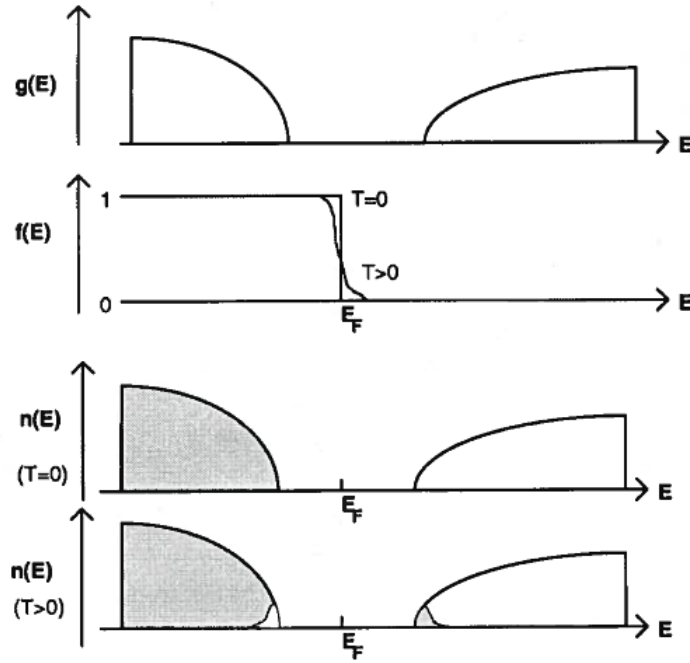 g(E)
E
1
T=0
f(E)
T>0
0
E
E_F
n(E)
(T=0)
E
E_F
n(E)
(T>0)
E
E_F